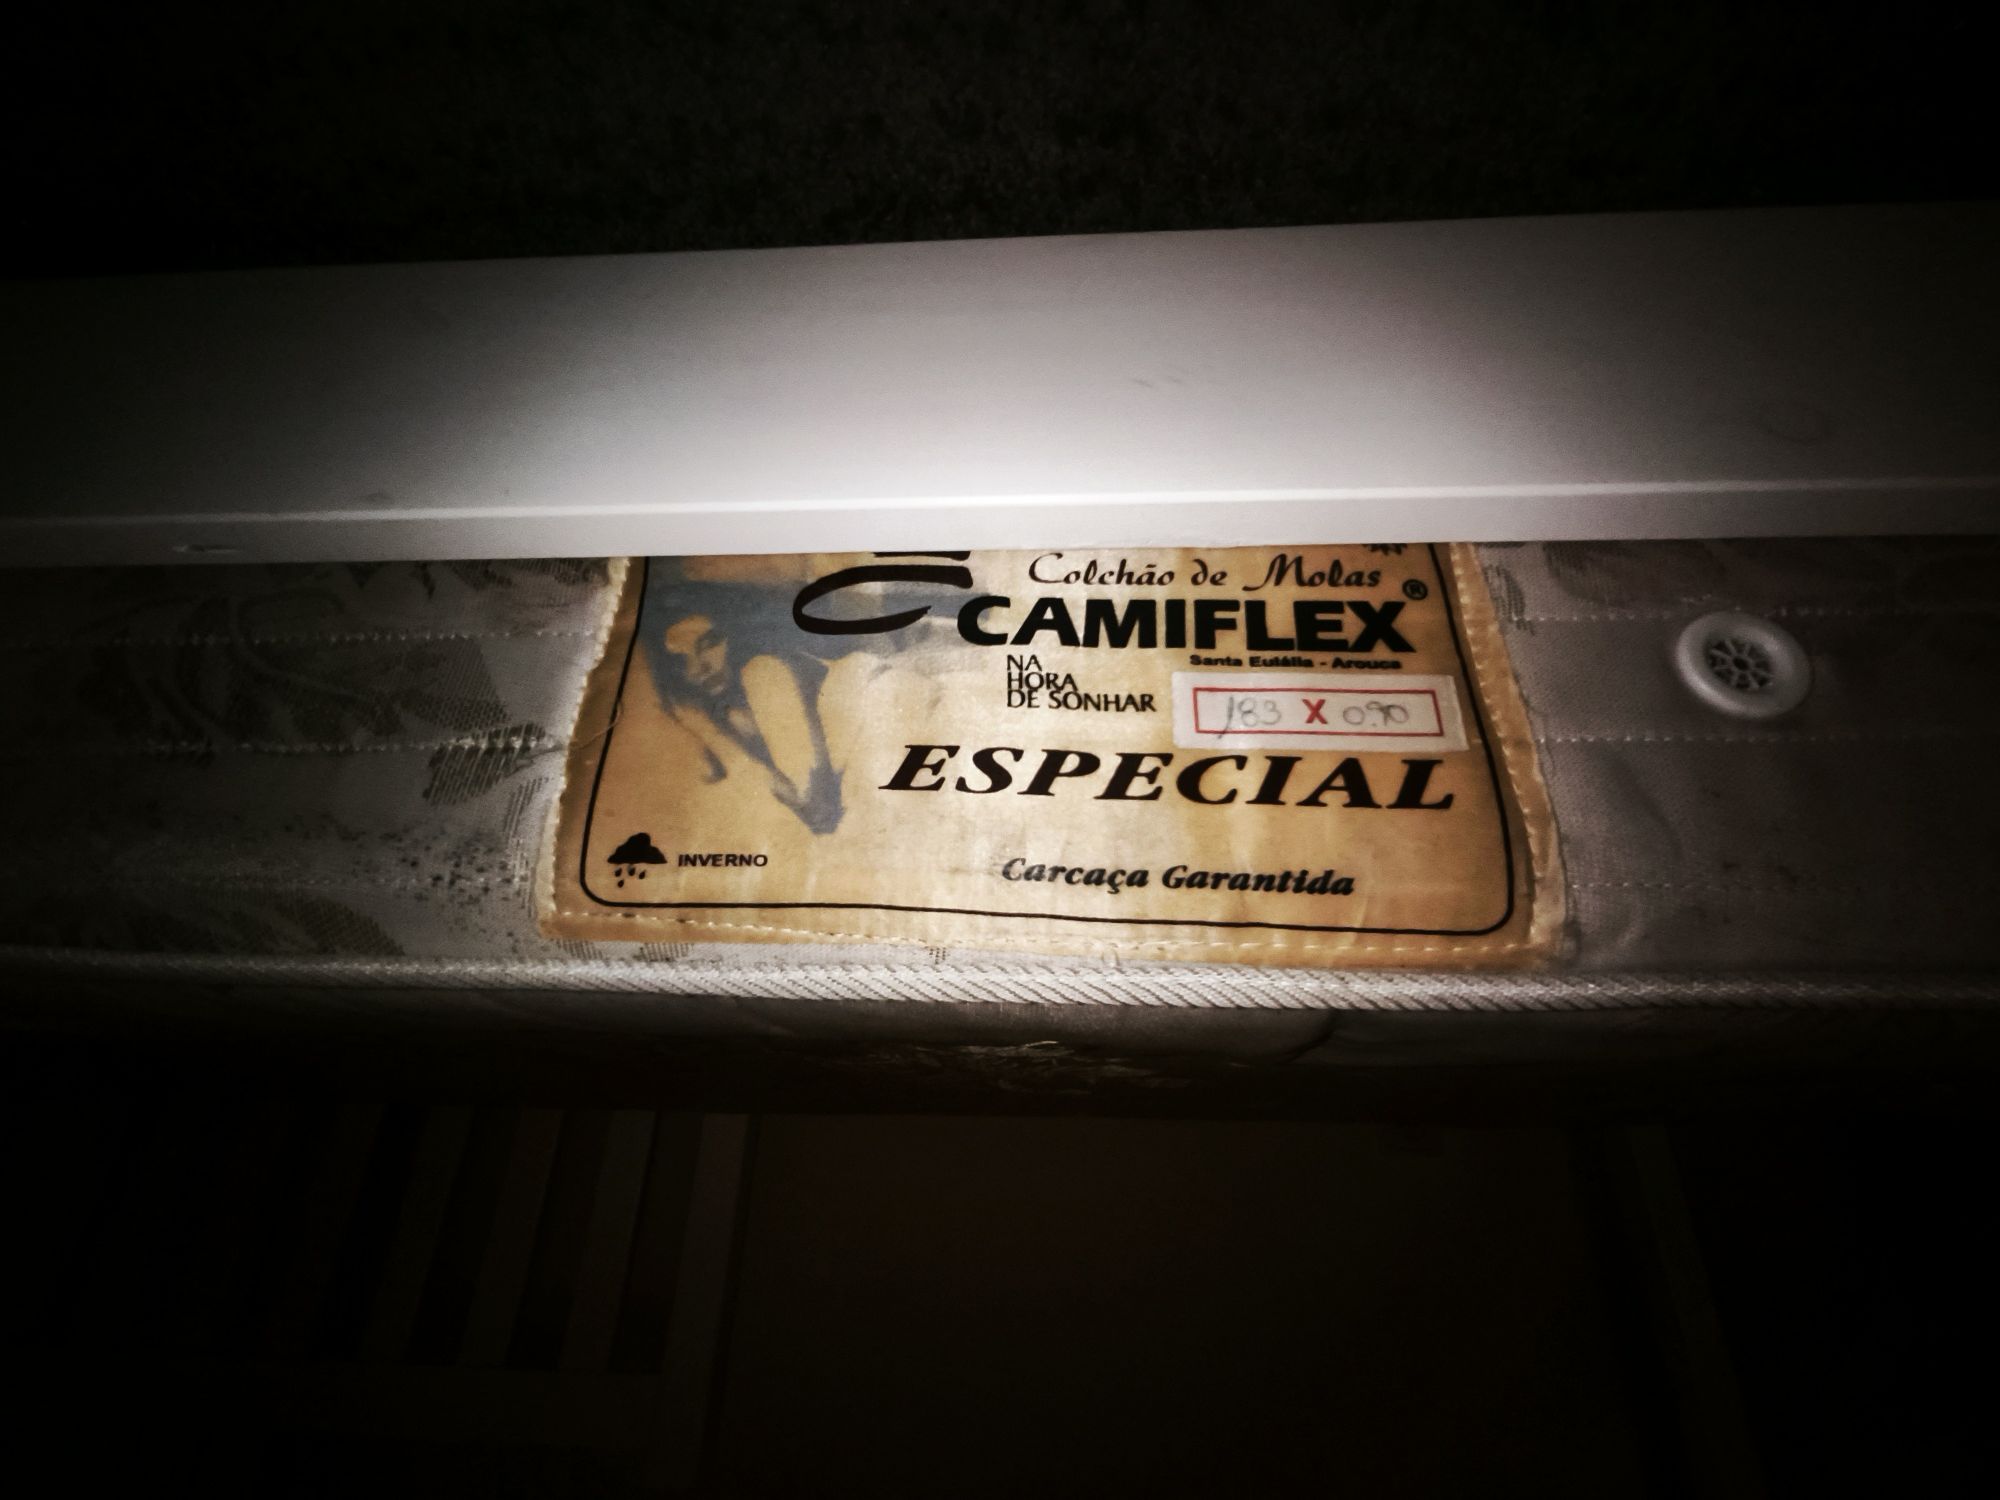 Colchão de Molas
CAMIFLEX®
Santa Eulália - Arouca
NA
HORA
DE SONHAR
183 X 0.90
ESPECIAL
INVERNO
Carcaça Garantida